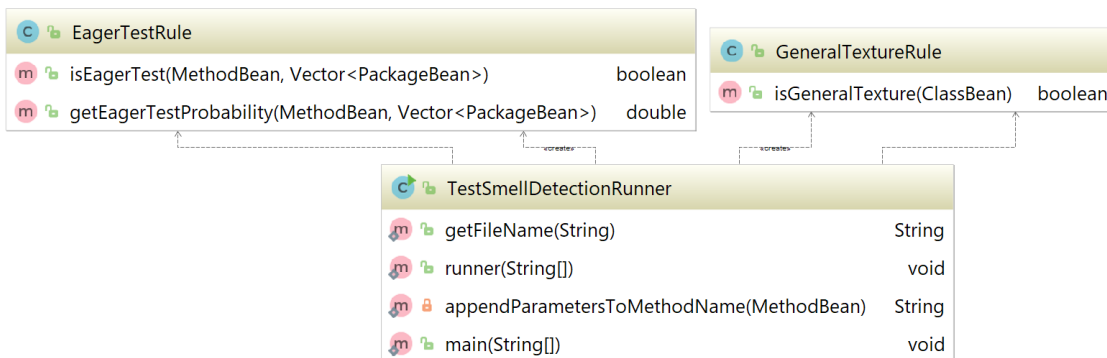 EagerTestRule
isEagerTest(MethodBean, Vector<PackageBean>) boolean
getEagerTestProbability(MethodBean, Vector<PackageBean>) double
GeneralTextureRule
isGeneralTexture(ClassBean) boolean
«create»
«create»
TestSmellDetectionRunner
getFileName(String) String
runner(String[]) void
appendParametersToMethodName(MethodBean) String
main(String[]) void